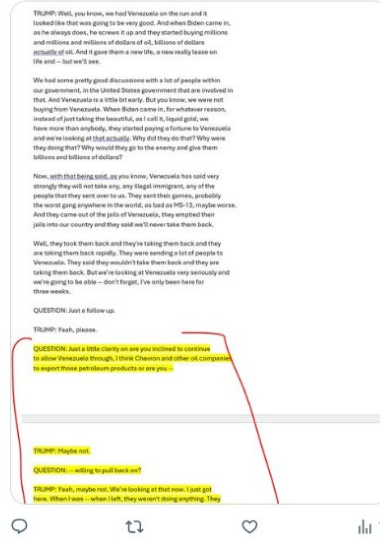 TRUMP: Well, you know, we had Venezuela on the run and it
looked like that was going to be very good. And when Biden came in,
as he always does, he screws it up and they started buying millions
and millions and millions of dollars of oil, billions of dollars
actually of oil. And it gave them a new life, a new really lease on
life and -- but we'll see.
We had some pretty good discussions with a lot of people within
our government, in the United States government that are involved in
that. And Venezuela is a little bit early. But you know, we were not
buying from Venezuela. When Biden came in, for whatever reason,
instead of just taking the beautiful, as I call it, liquid gold, we
have more than anybody, they started paying a fortune to Venezuela
and we're looking at that actually. Why did they do that? Why were
they doing that? Why would they go to the enemy and give them
billions and billions of dollars?
Now, with that being said, as you know, Venezuela has said very
strongly they will not take any, any illegal immigrant, any of the
people that they sent over to us. They sent their games, probably
the worst gang anywhere in the world, as bad as MS-13, maybe worse.
And they came out of the jails of Venezuela, they emptied their
jails into our country and they said we'll never take them back.
Well, they took them back and they're taking them back and they
are taking them back rapidly. They were sending a lot of people to
Venezuela. They said they wouldn't take them back and they are
taking them back. But we're looking at Venezuela very seriously and
we're going to be able -- don't forget, I've only been here for
three weeks.
QUESTION: Just a follow up.
TRUMP: Yeah, please.
QUESTION: Just a little clarity on are you inclined to continue
to allow Venezuela through, I think Chevron and other oil companies
to export those petroleum products or are you --
TRUMP: Maybe not.
QUESTION: -- willing to pull back on?
TRUMP: Yeah, maybe not. We're looking at that now. I just got
here. When I was -- when I left, they weren't doing anything. They